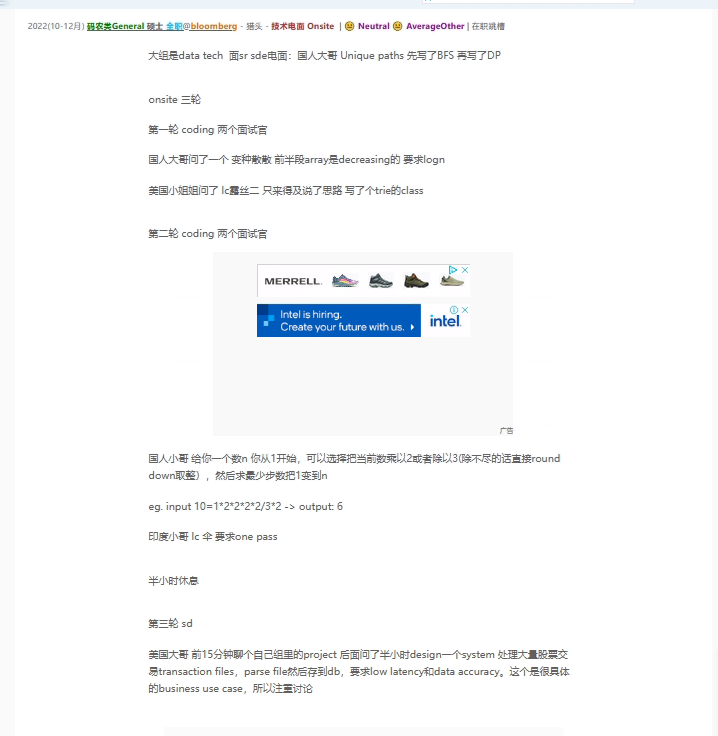 2022(10-12月) 码农类General 硕士 全职@bloomberg - 猎头 - 技术电面 Onsite | Neutral AverageOther | 在职跳槽
大组是data tech 面sr sde电面：国人大哥 Unique paths 先写了BFS 再写了DP
onsite 三轮
第一轮 coding 两个面试官
国人大哥问了一个 变种散散 前半段array是decreasing的 要求logn
美国小姐姐问了 lc露丝二 只来得及说了思路 写了个trie的class
第二轮 coding 两个面试官
MERRELL
Intel is hiring.
Create your future with us.
intel.
广告
国人小哥 给你一个数n 你从1开始，可以选择把当前数乘以2或者除以3(除不尽的话直接round
down取整），然后求最少步数把1变到n
eg. input 10=1*2*2*2*2/3*2 -> output: 6
印度小哥 lc 伞 要求one pass
半小时休息
第三轮 sd
美国大哥 前15分钟聊个自己组里的project 后面问了半小时design一个system 处理大量股票交
易transaction files，parse file然后存到db，要求low latency和data accuracy。这个是很具体
的business use case，所以注重讨论